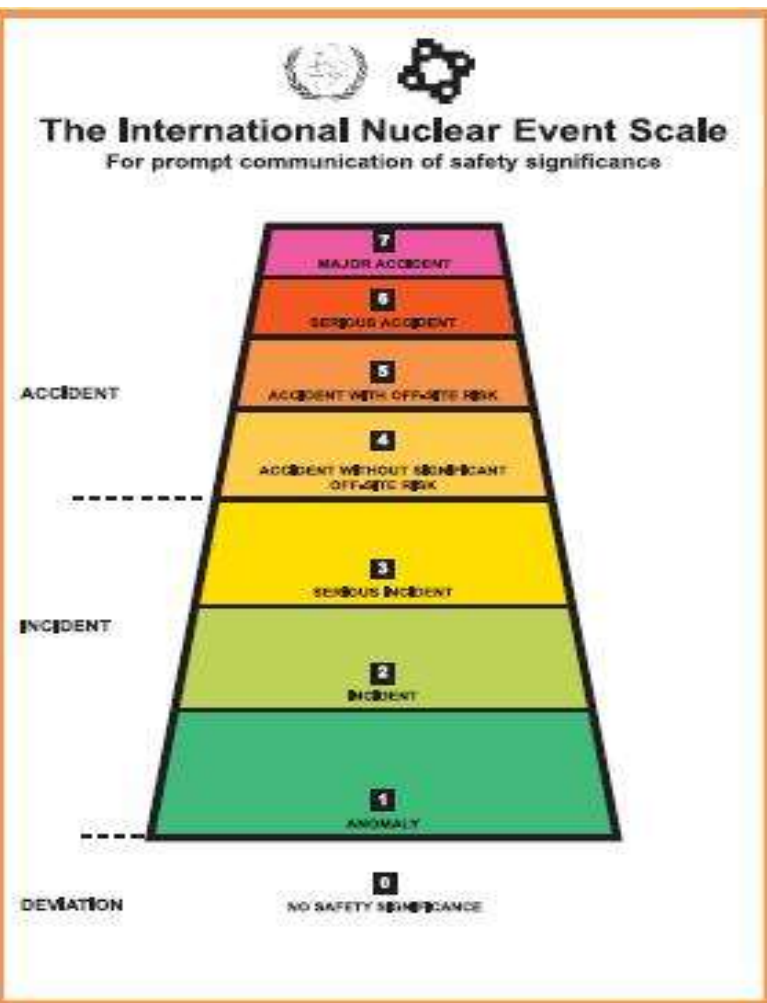 The International Nuclear Event Scale
For prompt communication of safety significance
7
MAJOR ACCIDENT
6
SERIOUS ACCIDENT
5
ACCIDENT WITH OFF-SITE RISK
ACCIDENT
4
ACCIDENT WITHOUT SIGNIFICANT
OFF-SITE RISK
3
SERIOUS INCIDENT
INCIDENT
2
INCIDENT
1
ANOMALY
0
NO SAFETY SIGNIFICANCE
DEVIATION